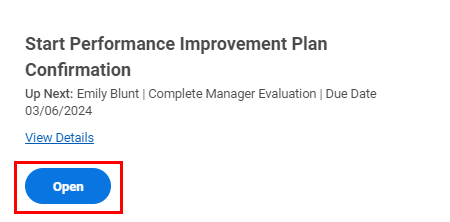 Start Performance Improvement Plan
Confirmation
Up Next: Emily Blunt | Complete Manager Evaluation | Due Date
03/06/2024
View Details
Open